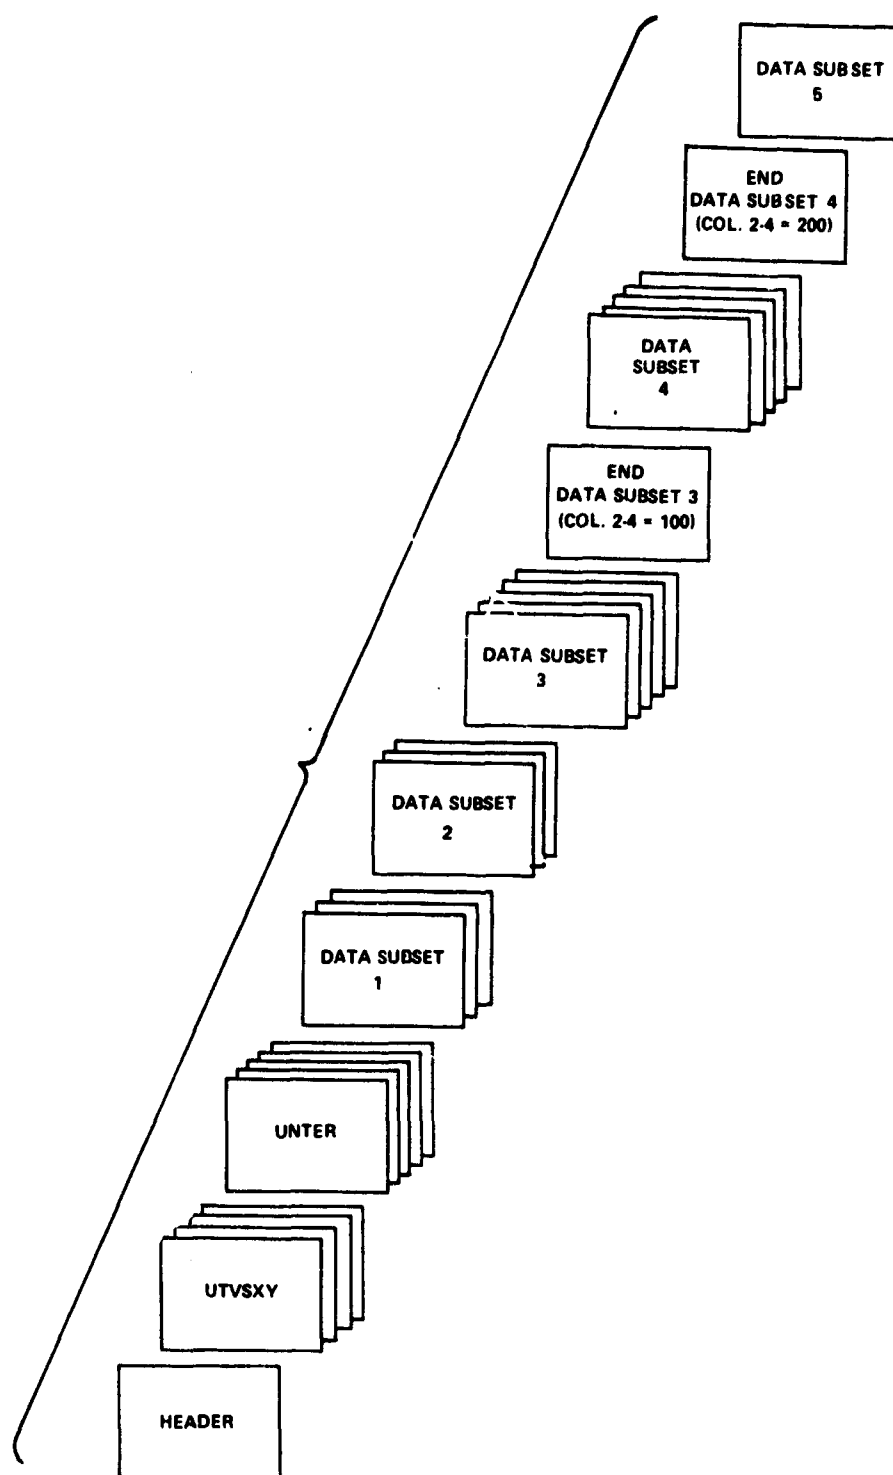 DATA SUBSET
5
END
DATA SUBSET 4
(COL. 2-4 = 200)
DATA
SUBSET
4
END
DATA SUBSET 3
(COL. 2-4 = 100)
DATA SUBSET
3
DATA SUBSET
2
DATA SUBSET
1
UNTER
UTVSXY
HEADER